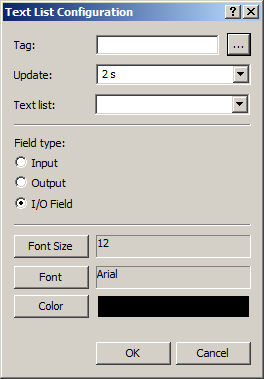 Text List Configuration
Tag: ...
Update: 2 s
Text list:
Field type:
Input
Output
I/O Field
Font Size 12
Font Arial
Color
OK Cancel